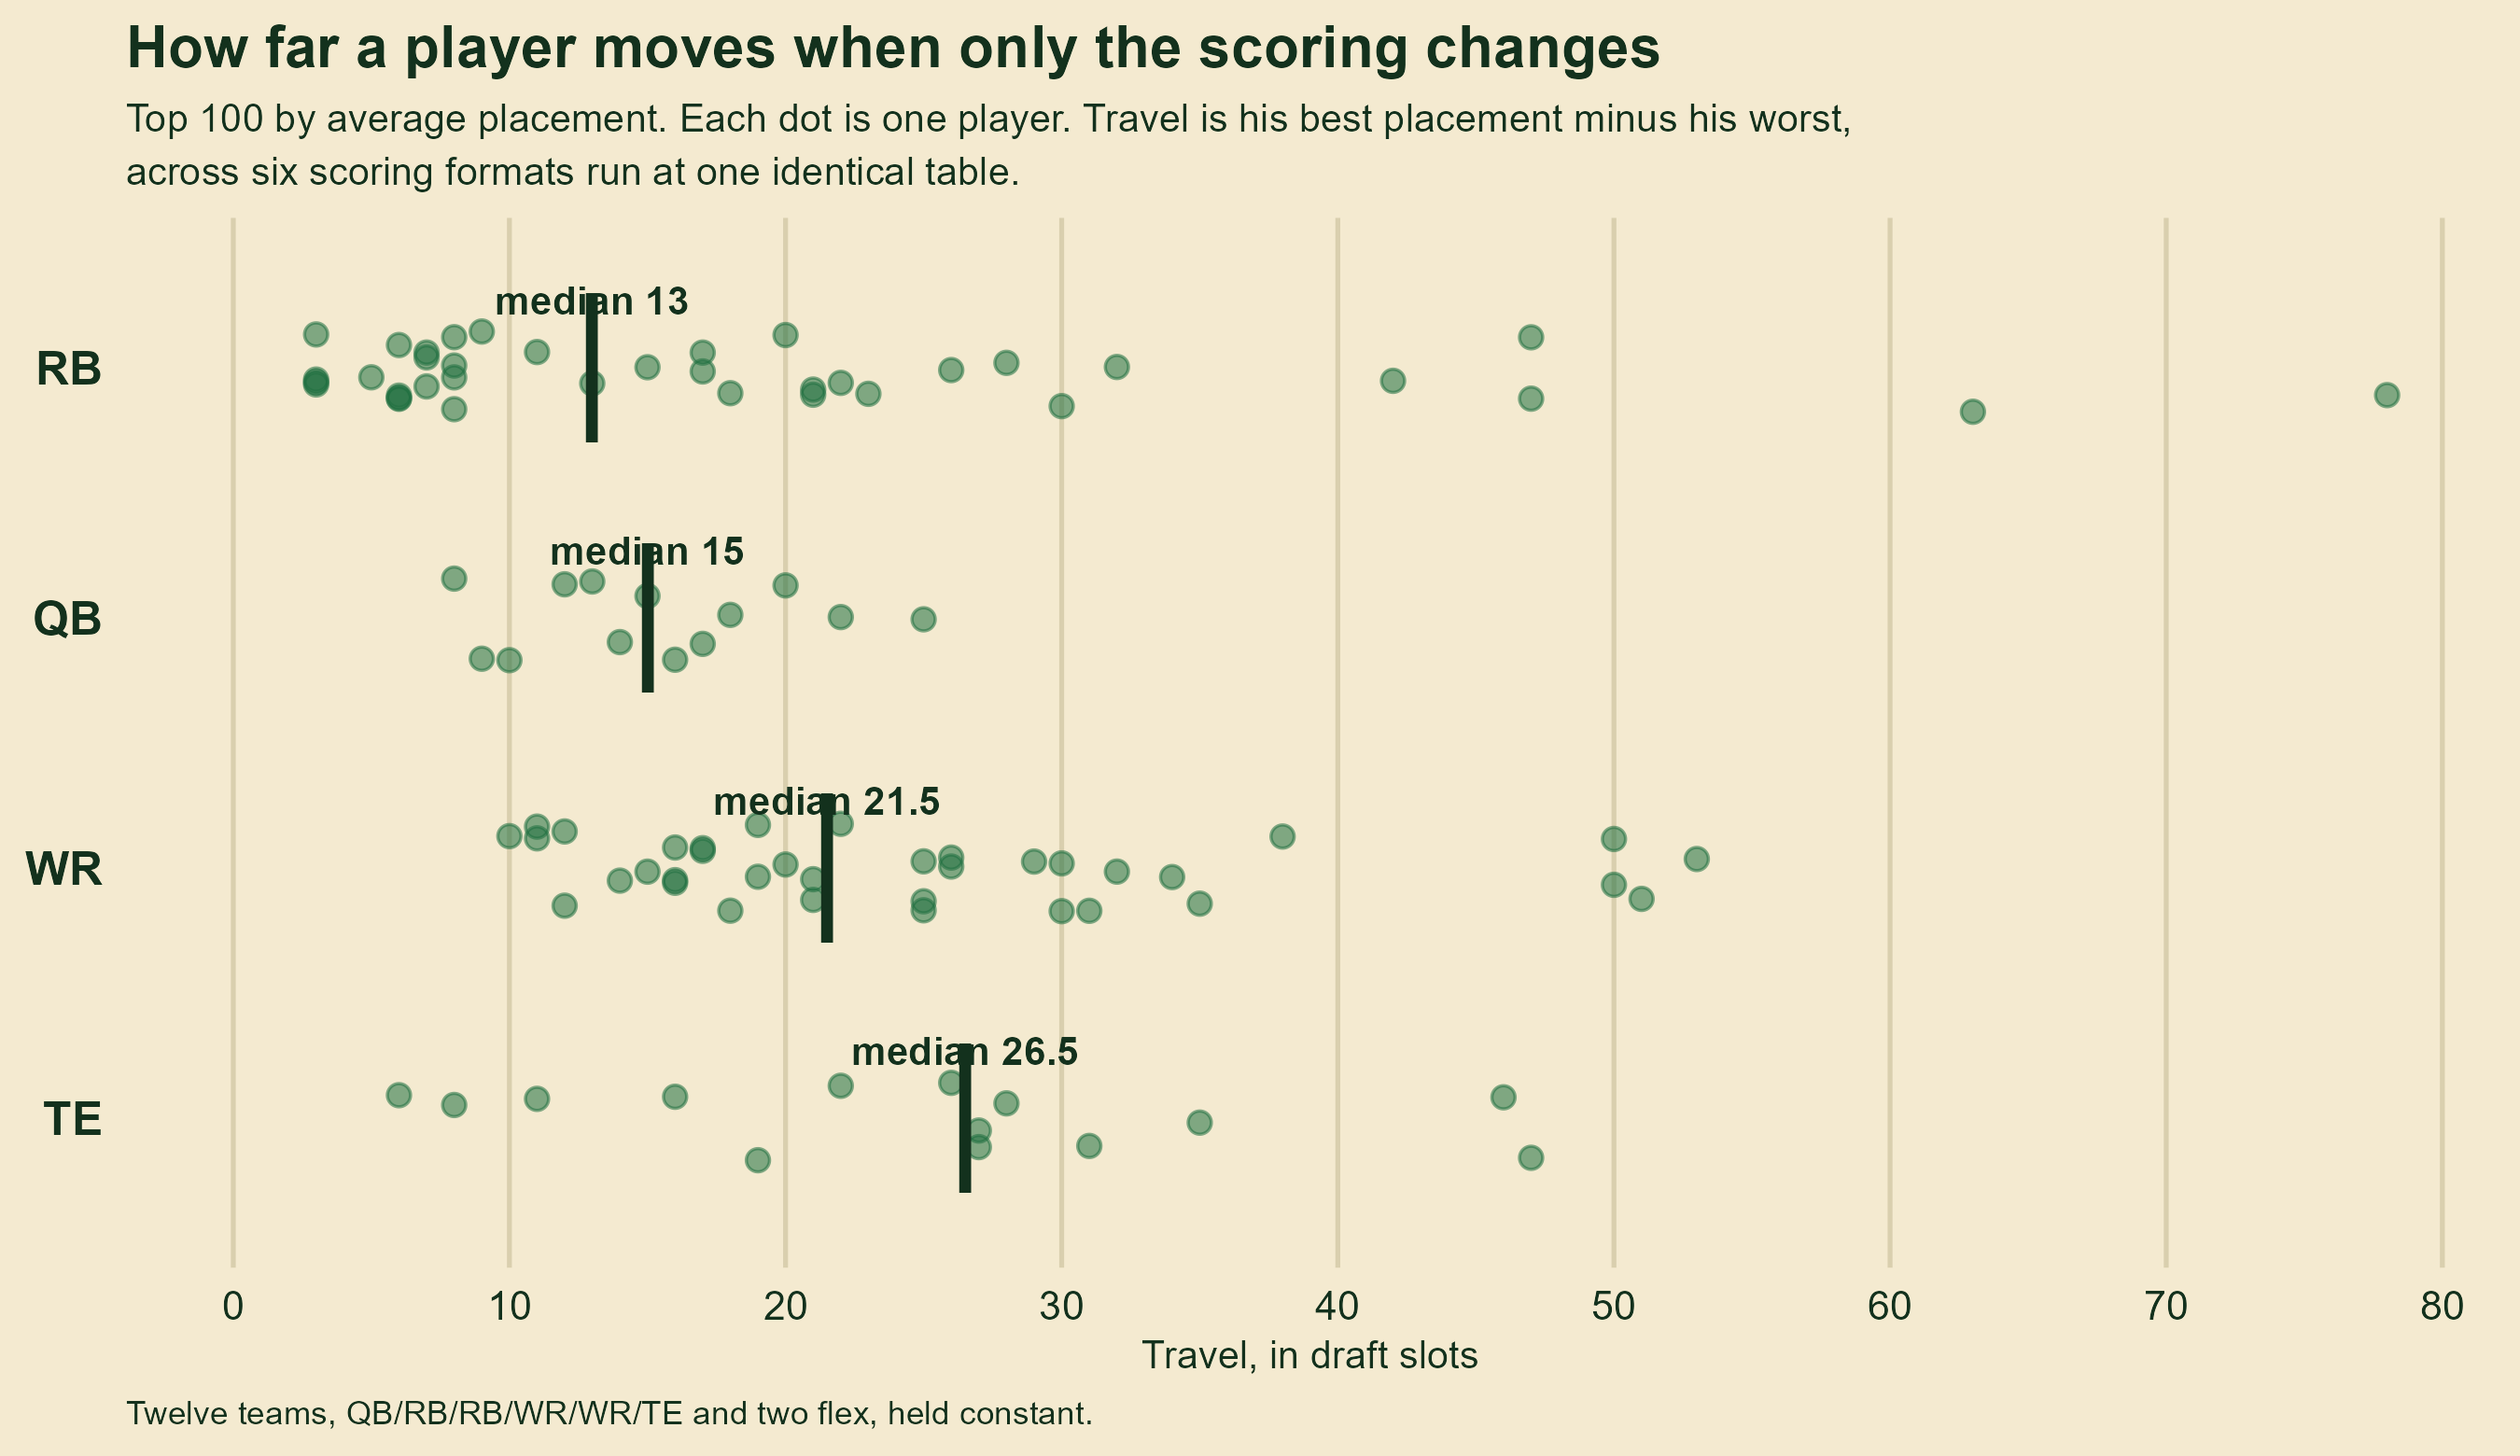 How far a player moves when only the scoring changes
Top 100 by average placement. Each dot is one player. Travel is his best placement minus his worst,
across six scoring formats run at one identical table.
median 13
RB
median 15
QB
median 21.5
WR
median 26.5
TE
0 10 20 30 40 50 60 70 80
Travel, in draft slots
Twelve teams, QB/RB/RB/WR/WR/TE and two flex, held constant.